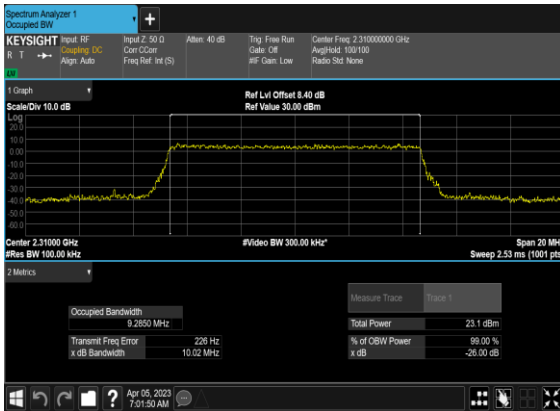 Spectrum Analyzer 1
Occupied BW
KEYSIGHT
R T
Input: RF
Coupling: DC
Align: Auto
Input Z: 50 Ω
Corr CCorr
Freq Ref: Int (S)
Atten: 40 dB
Trig: Free Run
Gate: Off
#IF Gain: Low
Center Freq: 2.310000000 GHz
Avg|Hold: 100/100
Radio Std: None
1 Graph
Scale/Div 10.0 dB
Ref Lvl Offset 8.40 dB
Ref Value 30.00 dBm
Log
20.0
10.0
0.00
-10.0
-20.0
-30.0
-40.0
-50.0
-60.0
Center 2.31000 GHz
#Res BW 100.00 kHz
#Video BW 300.00 kHz*
Span 20 MH
Sweep 2.53 ms (1001 pts
2 Metrics
Measure Trace
Trace 1
Occupied Bandwidth
9.2850 MHz
Total Power
23.1 dBm
Transmit Freq Error
226 Hz
% of OBW Power
99.00 %
x dB Bandwidth
10.02 MHz
x dB
-26.00 dB
Apr 05, 2023
7:01:50 AM